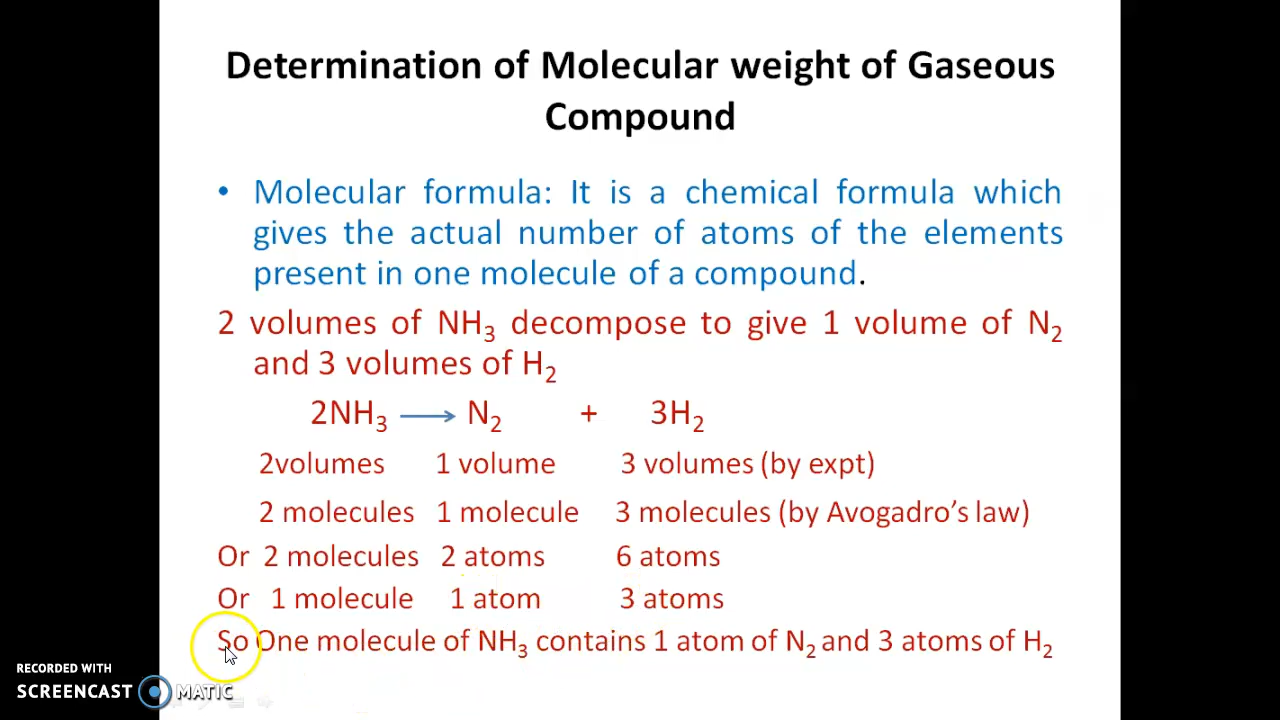 Determination of Molecular weight of Gaseous
Compound
• Molecular formula: It is a chemical formula which
gives the actual number of atoms of the elements
present in one molecule of a compound.
2 volumes of NH₃ decompose to give 1 volume of N₂
and 3 volumes of H₂
2NH₃ ⟶ N₂ + 3H₂
2volumes 1 volume 3 volumes (by expt)
2 molecules 1 molecule 3 molecules (by Avogadro’s law)
Or 2 molecules 2 atoms 6 atoms
Or 1 molecule 1 atom 3 atoms
So One molecule of NH₃ contains 1 atom of N₂ and 3 atoms of H₂
RECORDED WITH
SCREENCAST MATIC